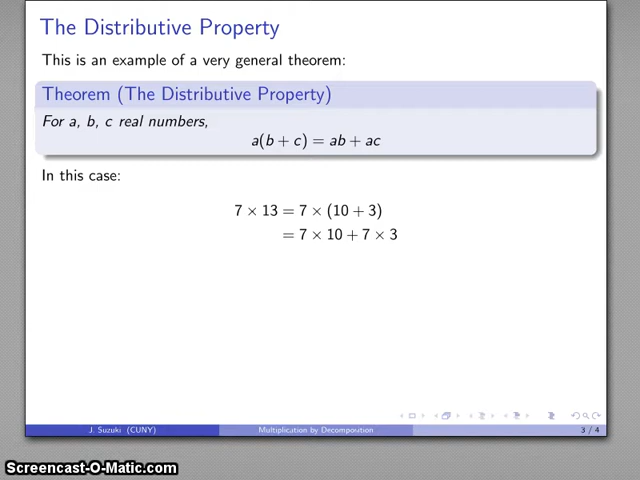 The Distributive Property
This is an example of a very general theorem:
Theorem (The Distributive Property)
For a, b, c real numbers,
a(b + c) = ab + ac
In this case:
7 × 13 = 7 × (10 + 3)
= 7 × 10 + 7 × 3
J. Suzuki (CUNY) Multiplication by Decomposition 3 / 4
Screencast-O-Matic.com